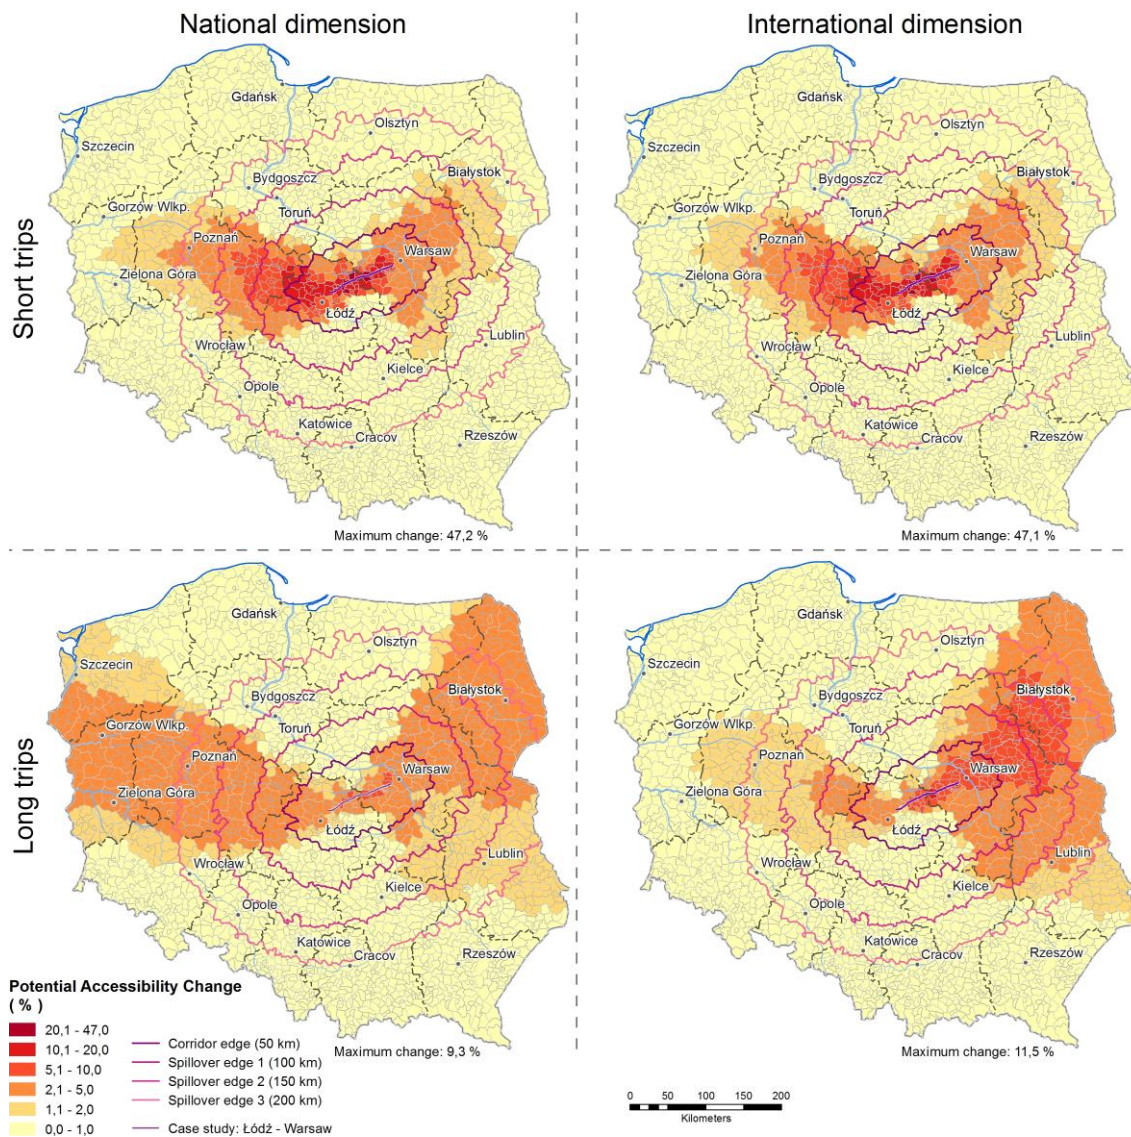 National dimension
International dimension
Short trips
Gdańsk
Olsztyn
Szczecin
Białystok
Bydgoszcz
Gorzów Wlkp.
Toruń
Poznań
Warsaw
Zielona Góra
Łódź
Lublin
Wrocław
Kielce
Opole
Katowice
Cracov
Rzeszów
Maximum change: 47,2 %
Gdańsk
Olsztyn
Szczecin
Białystok
Bydgoszcz
Gorzów Wlkp.
Toruń
Poznań
Warsaw
Zielona Góra
Łódź
Lublin
Wrocław
Kielce
Opole
Katowice
Cracov
Rzeszów
Maximum change: 47,1 %
Long trips
Gdańsk
Olsztyn
Szczecin
Białystok
Bydgoszcz
Gorzów Wlkp.
Toruń
Poznań
Warsaw
Zielona Góra
Łódź
Lublin
Wrocław
Kielce
Opole
Katowice
Cracov
Rzeszów
Maximum change: 9,3 %
Gdańsk
Olsztyn
Szczecin
Białystok
Bydgoszcz
Gorzów Wlkp.
Toruń
Poznań
Warsaw
Zielona Góra
Łódź
Lublin
Wrocław
Kielce
Opole
Katowice
Cracov
Rzeszów
Maximum change: 11,5 %
Potential Accessibility Change
( % )
20,1 - 47,0
10,1 - 20,0
5,1 - 10,0
2,1 - 5,0
1,1 - 2,0
0,0 - 1,0
Corridor edge (50 km)
Spillover edge 1 (100 km)
Spillover edge 2 (150 km)
Spillover edge 3 (200 km)
Case study: Łódź - Warsaw
0 50 100 150 200
Kilometers